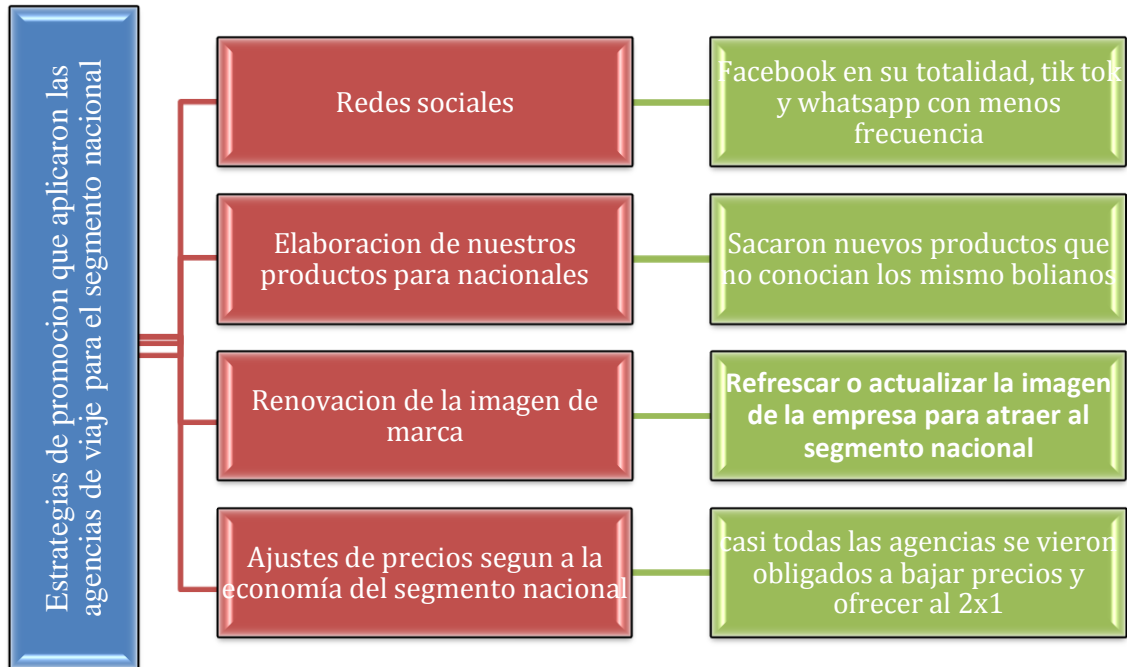 Estrategias de promocion que aplicaron las
agencias de viaje para el segmento nacional
Redes sociales
Facebook en su totalidad, tik tok
y whatsapp con menos
frecuencia
Elaboracion de nuestros
productos para nacionales
Sacaron nuevos productos que
no conocian los mismo bolianos
Renovacion de la imagen de
marca
Refrescar o actualizar la imagen
de la empresa para atraer al
segmento nacional
Ajustes de precios segun a la
economía del segmento nacional
casi todas las agencias se vieron
obligados a bajar precios y
ofrecer al 2x1